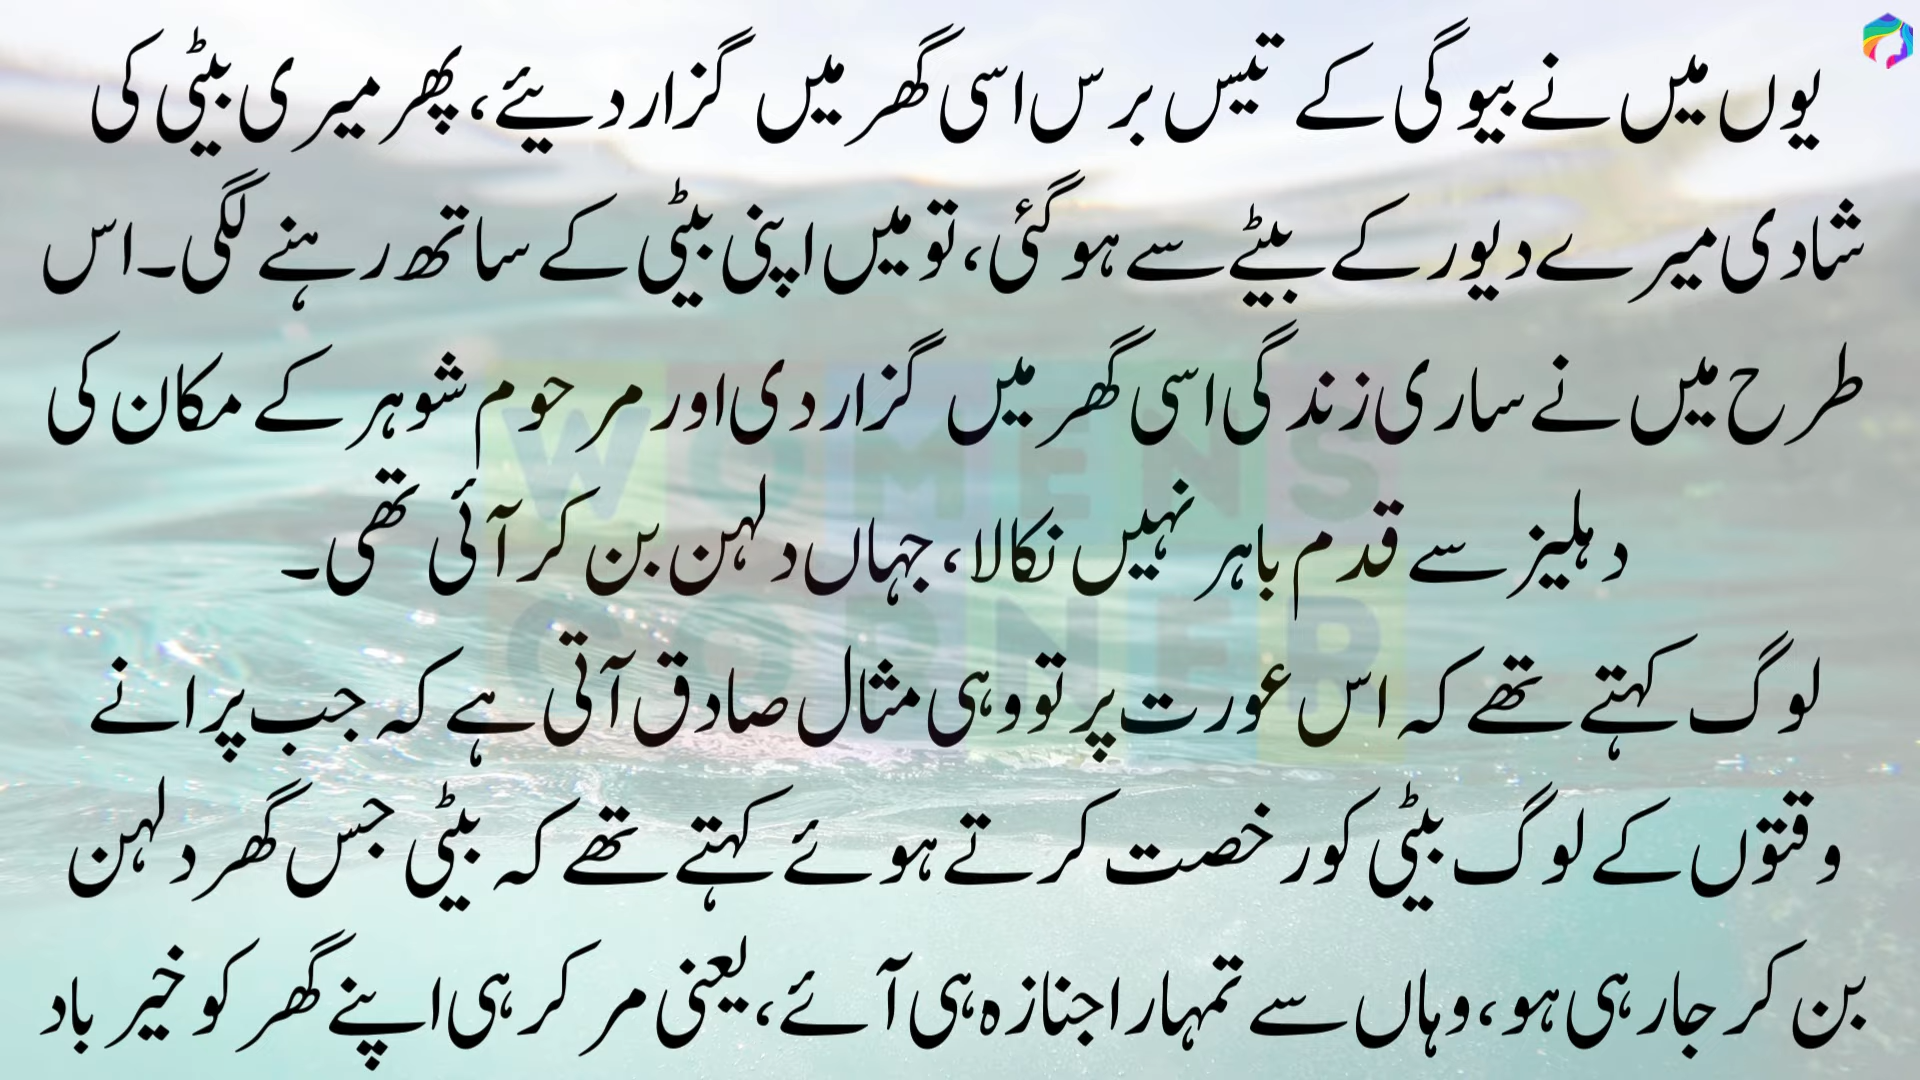 یوں میں نے بیوگی کے تیس برس اسی گھر میں گزار دیئے، پھر میری بیٹی کی
شادی میرے دیور کے بیٹے سے ہو گئی، تو میں اپنی بیٹی کے ساتھ رہنے لگی۔ اس
طرح میں نے ساری زندگی اسی گھر میں گزار دی اور مرحوم شوہر کے مکان کی
دہلیز سے قدم باہر نہیں نکالا، جہاں دلہن بن کر آئی تھی۔
لوگ کہتے تھے کہ اس عورت پر تو وہی مثال صادق آتی ہے کہ جب پرانے
وقتوں کے لوگ بیٹی کو رخصت کرتے ہوئے کہتے تھے کہ بیٹی جس گھر دلہن
بن کر جا رہی ہو، وہاں سے تمہارا جنازہ ہی آئے، یعنی مر کر ہی اپنے گھر کو خیر باد
WOMENS
CORNER